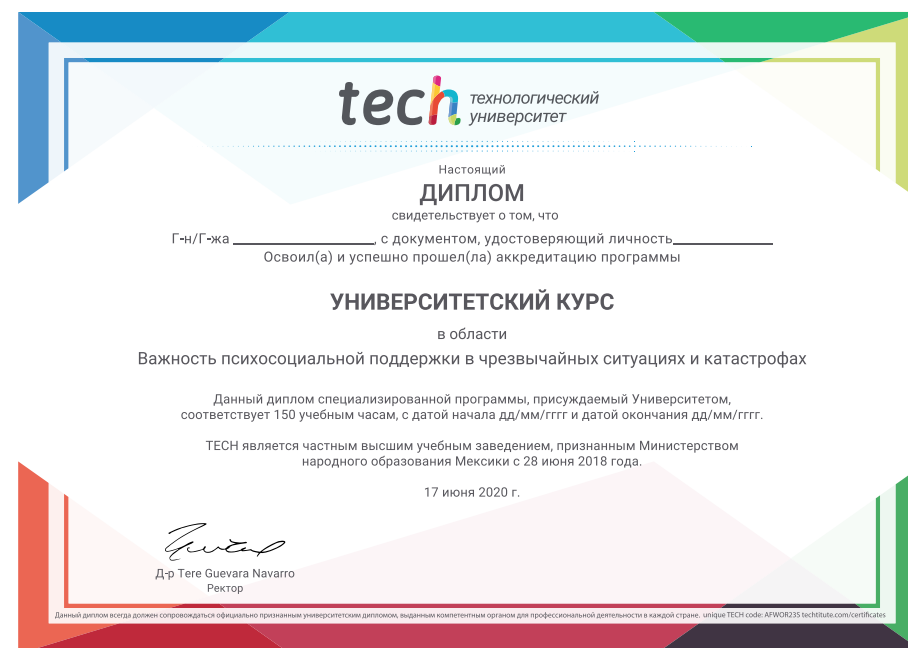 tech технологический
университет
Настоящий
ДИПЛОМ
свидетельствует о том, что
Г-н/Г-жа ________________, с документом, удостоверяющий личность____________
Освоил(а) и успешно прошел(ла) аккредитацию программы
УНИВЕРСИТЕТСКИЙ КУРС
в области
Важность психосоциальной поддержки в чрезвычайных ситуациях и катастрофах
Данный диплом специализированной программы, присуждаемый Университетом,
соответствует 150 учебным часам, с датой начала дд/мм/гггг и датой окончания дд/мм/гггг.
TECH является частным высшим учебным заведением, признанным Министерством
народного образования Мексики с 28 июня 2018 года.
17 июня 2020 г.
Д-р Tere Guevara Navarro
Ректор
Данный диплом всегда должен сопровождаться официально признанным университетским дипломом, выданным компетентным органом для профессиональной деятельности в каждой стране. unique TECH code: AFWOR235 techtitute.com/certificates